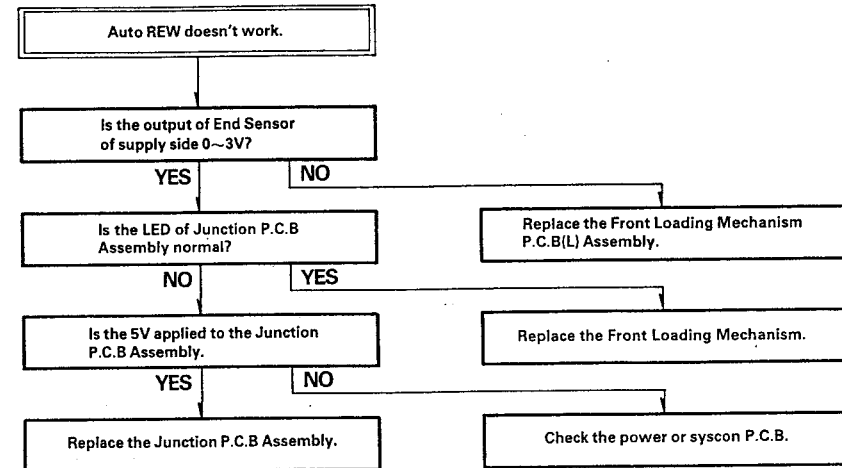 Auto REW doesn't work.
Is the output of End Sensor
of supply side 0~3V?
YES
NO
Is the LED of Junction P.C.B
Assembly normal?
Replace the Front Loading Mechanism
P.C.B(L) Assembly.
NO
YES
Is the 5V applied to the Junction
P.C.B Assembly.
Replace the Front Loading Mechanism.
YES
NO
Replace the Junction P.C.B Assembly.
Check the power or syscon P.C.B.